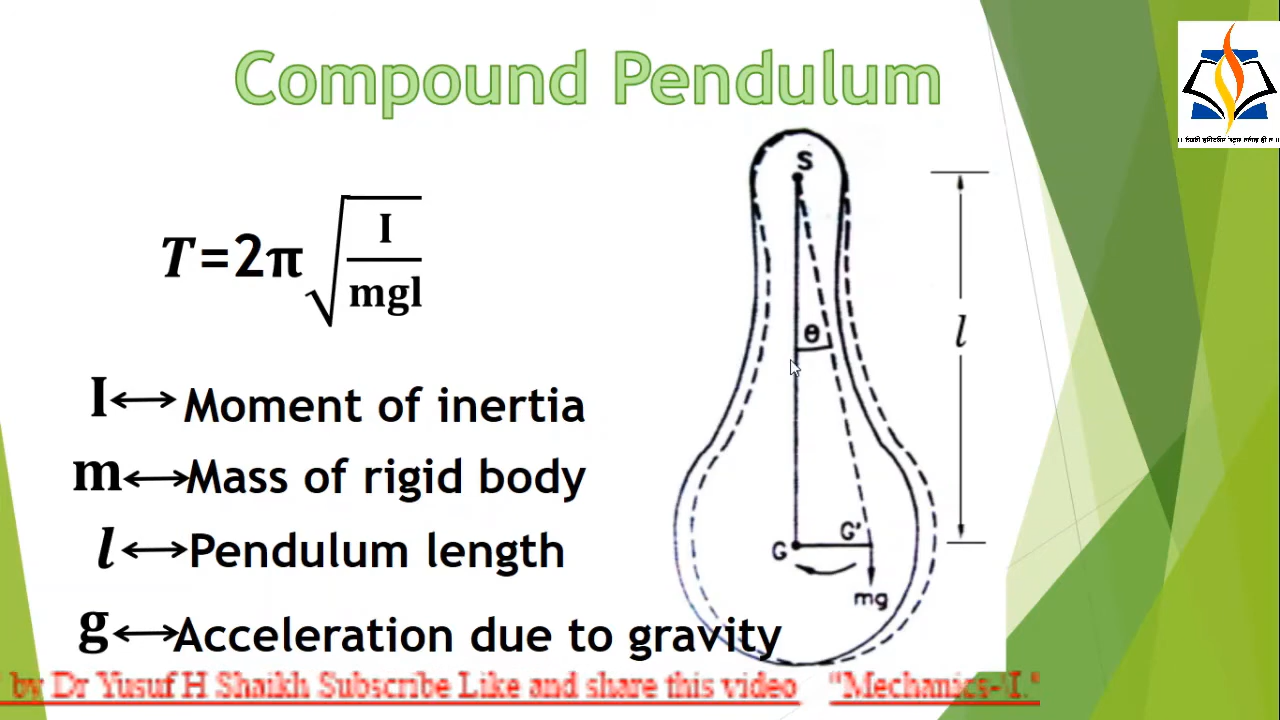 Compound Pendulum
T=2π√I/mgl
I↔Moment of inertia
m↔Mass of rigid body
l↔Pendulum length
g↔Acceleration due to gravity
S
θ
l
G G'
mg
by Dr Yusuf H Shaikh Subscribe Like and share this video "Mechanics-I."